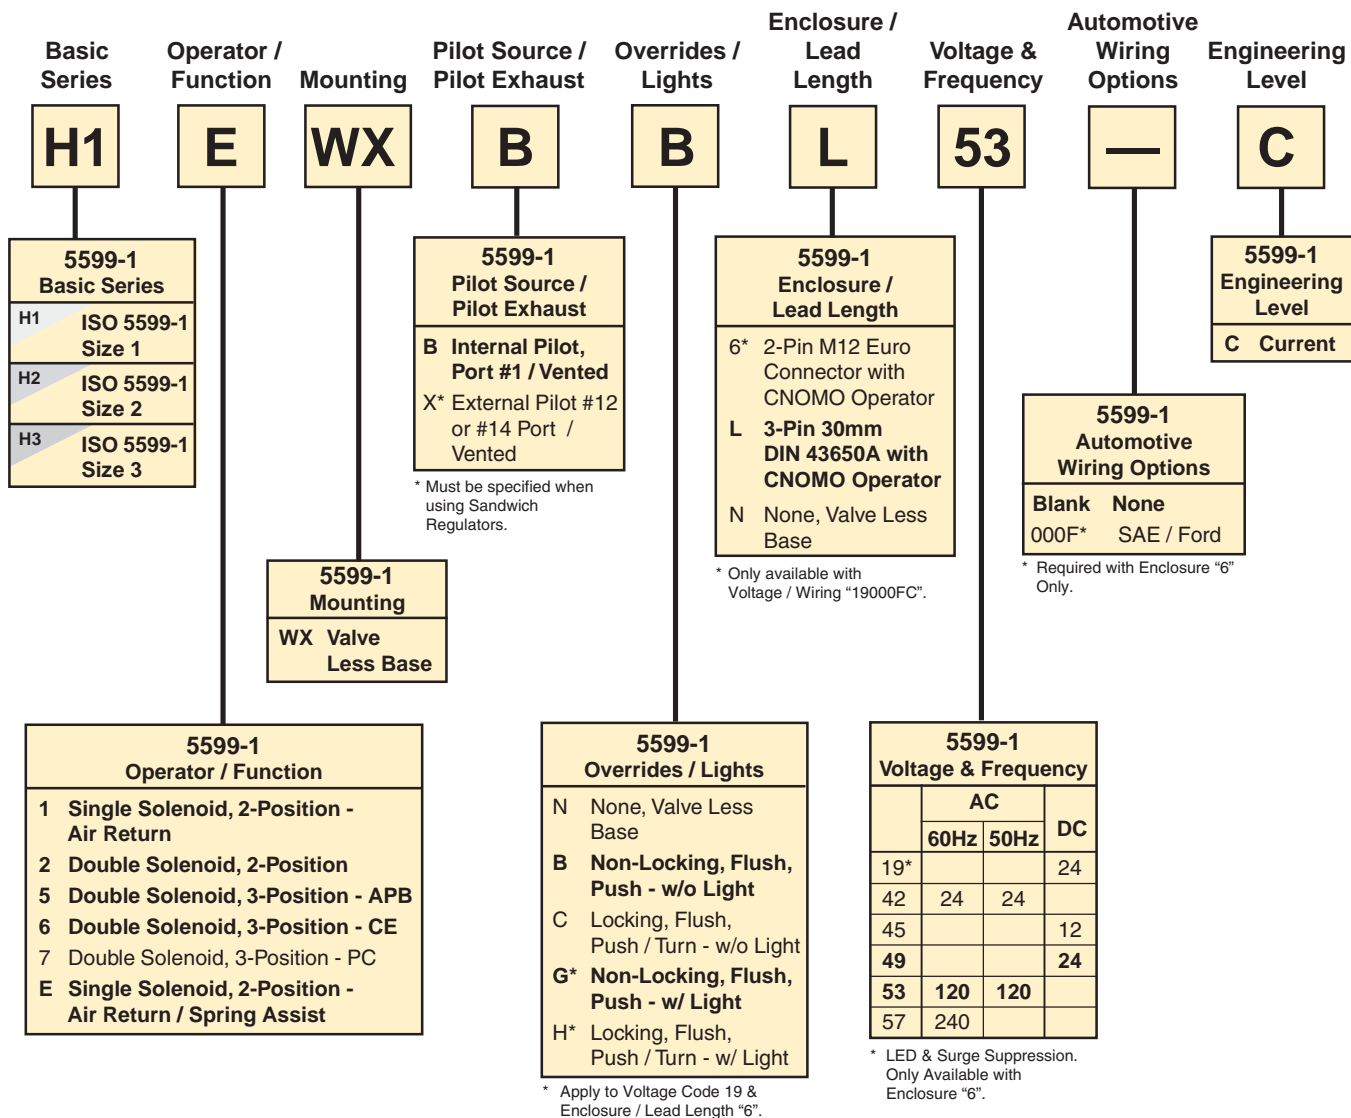 Basic
Series
Operator /
Function
Mounting
Pilot Source /
Pilot Exhaust
Overrides /
Lights
Enclosure /
Lead
Length
Voltage &
Frequency
Automotive
Wiring
Options
Engineering
Level
H1
E
WX
B
B
L
53
—
C
5599-1
Basic Series
H1 ISO 5599-1
Size 1
H2 ISO 5599-1
Size 2
H3 ISO 5599-1
Size 3
5599-1
Pilot Source /
Pilot Exhaust
B Internal Pilot,
Port #1 / Vented
X* External Pilot #12
or #14 Port /
Vented
* Must be specified when
using Sandwich
Regulators.
5599-1
Enclosure /
Lead Length
6* 2-Pin M12 Euro
Connector with
CNOMO Operator
L 3-Pin 30mm
DIN 43650A with
CNOMO Operator
N None, Valve Less
Base
* Only available with
Voltage / Wiring “19000FC”.
5599-1
Engineering
Level
C Current
5599-1
Automotive
Wiring Options
Blank None
000F* SAE / Ford
* Required with Enclosure “6”
Only.
5599-1
Mounting
WX Valve
Less Base
5599-1
Operator / Function
1 Single Solenoid, 2-Position -
Air Return
2 Double Solenoid, 2-Position
5 Double Solenoid, 3-Position - APB
6 Double Solenoid, 3-Position - CE
7 Double Solenoid, 3-Position - PC
E Single Solenoid, 2-Position -
Air Return / Spring Assist
5599-1
Overrides / Lights
N None, Valve Less
Base
B Non-Locking, Flush,
Push - w/o Light
C Locking, Flush,
Push / Turn - w/o Light
G* Non-Locking, Flush,
Push - w/ Light
H* Locking, Flush,
Push / Turn - w/ Light
* Apply to Voltage Code 19 &
Enclosure / Lead Length “6”.
5599-1
Voltage & Frequency
AC
60Hz 50Hz DC
19* 24
42 24 24
45 12
49 24
53 120 120
57 240
* LED & Surge Suppression.
Only Available with
Enclosure “6”.